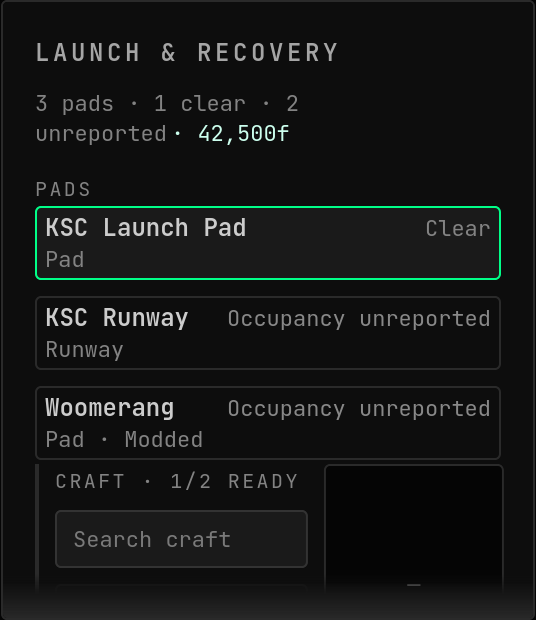 LAUNCH & RECOVERY
3 pads · 1 clear · 2
unreported · 42,500f
PADS
KSC Launch Pad Clear
Pad
KSC Runway Occupancy unreported
Runway
Woomerang Occupancy unreported
Pad · Modded
CRAFT · 1/2 READY
Search craft